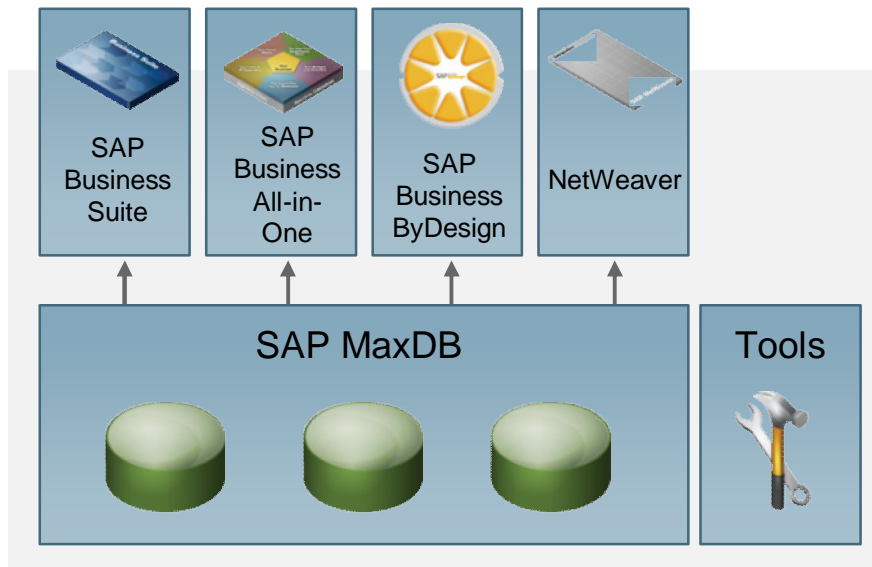 SAP
Business
Suite
SAP
Business
All-in-
One
SAP
Business
ByDesign
NetWeaver
SAP MaxDB
Tools